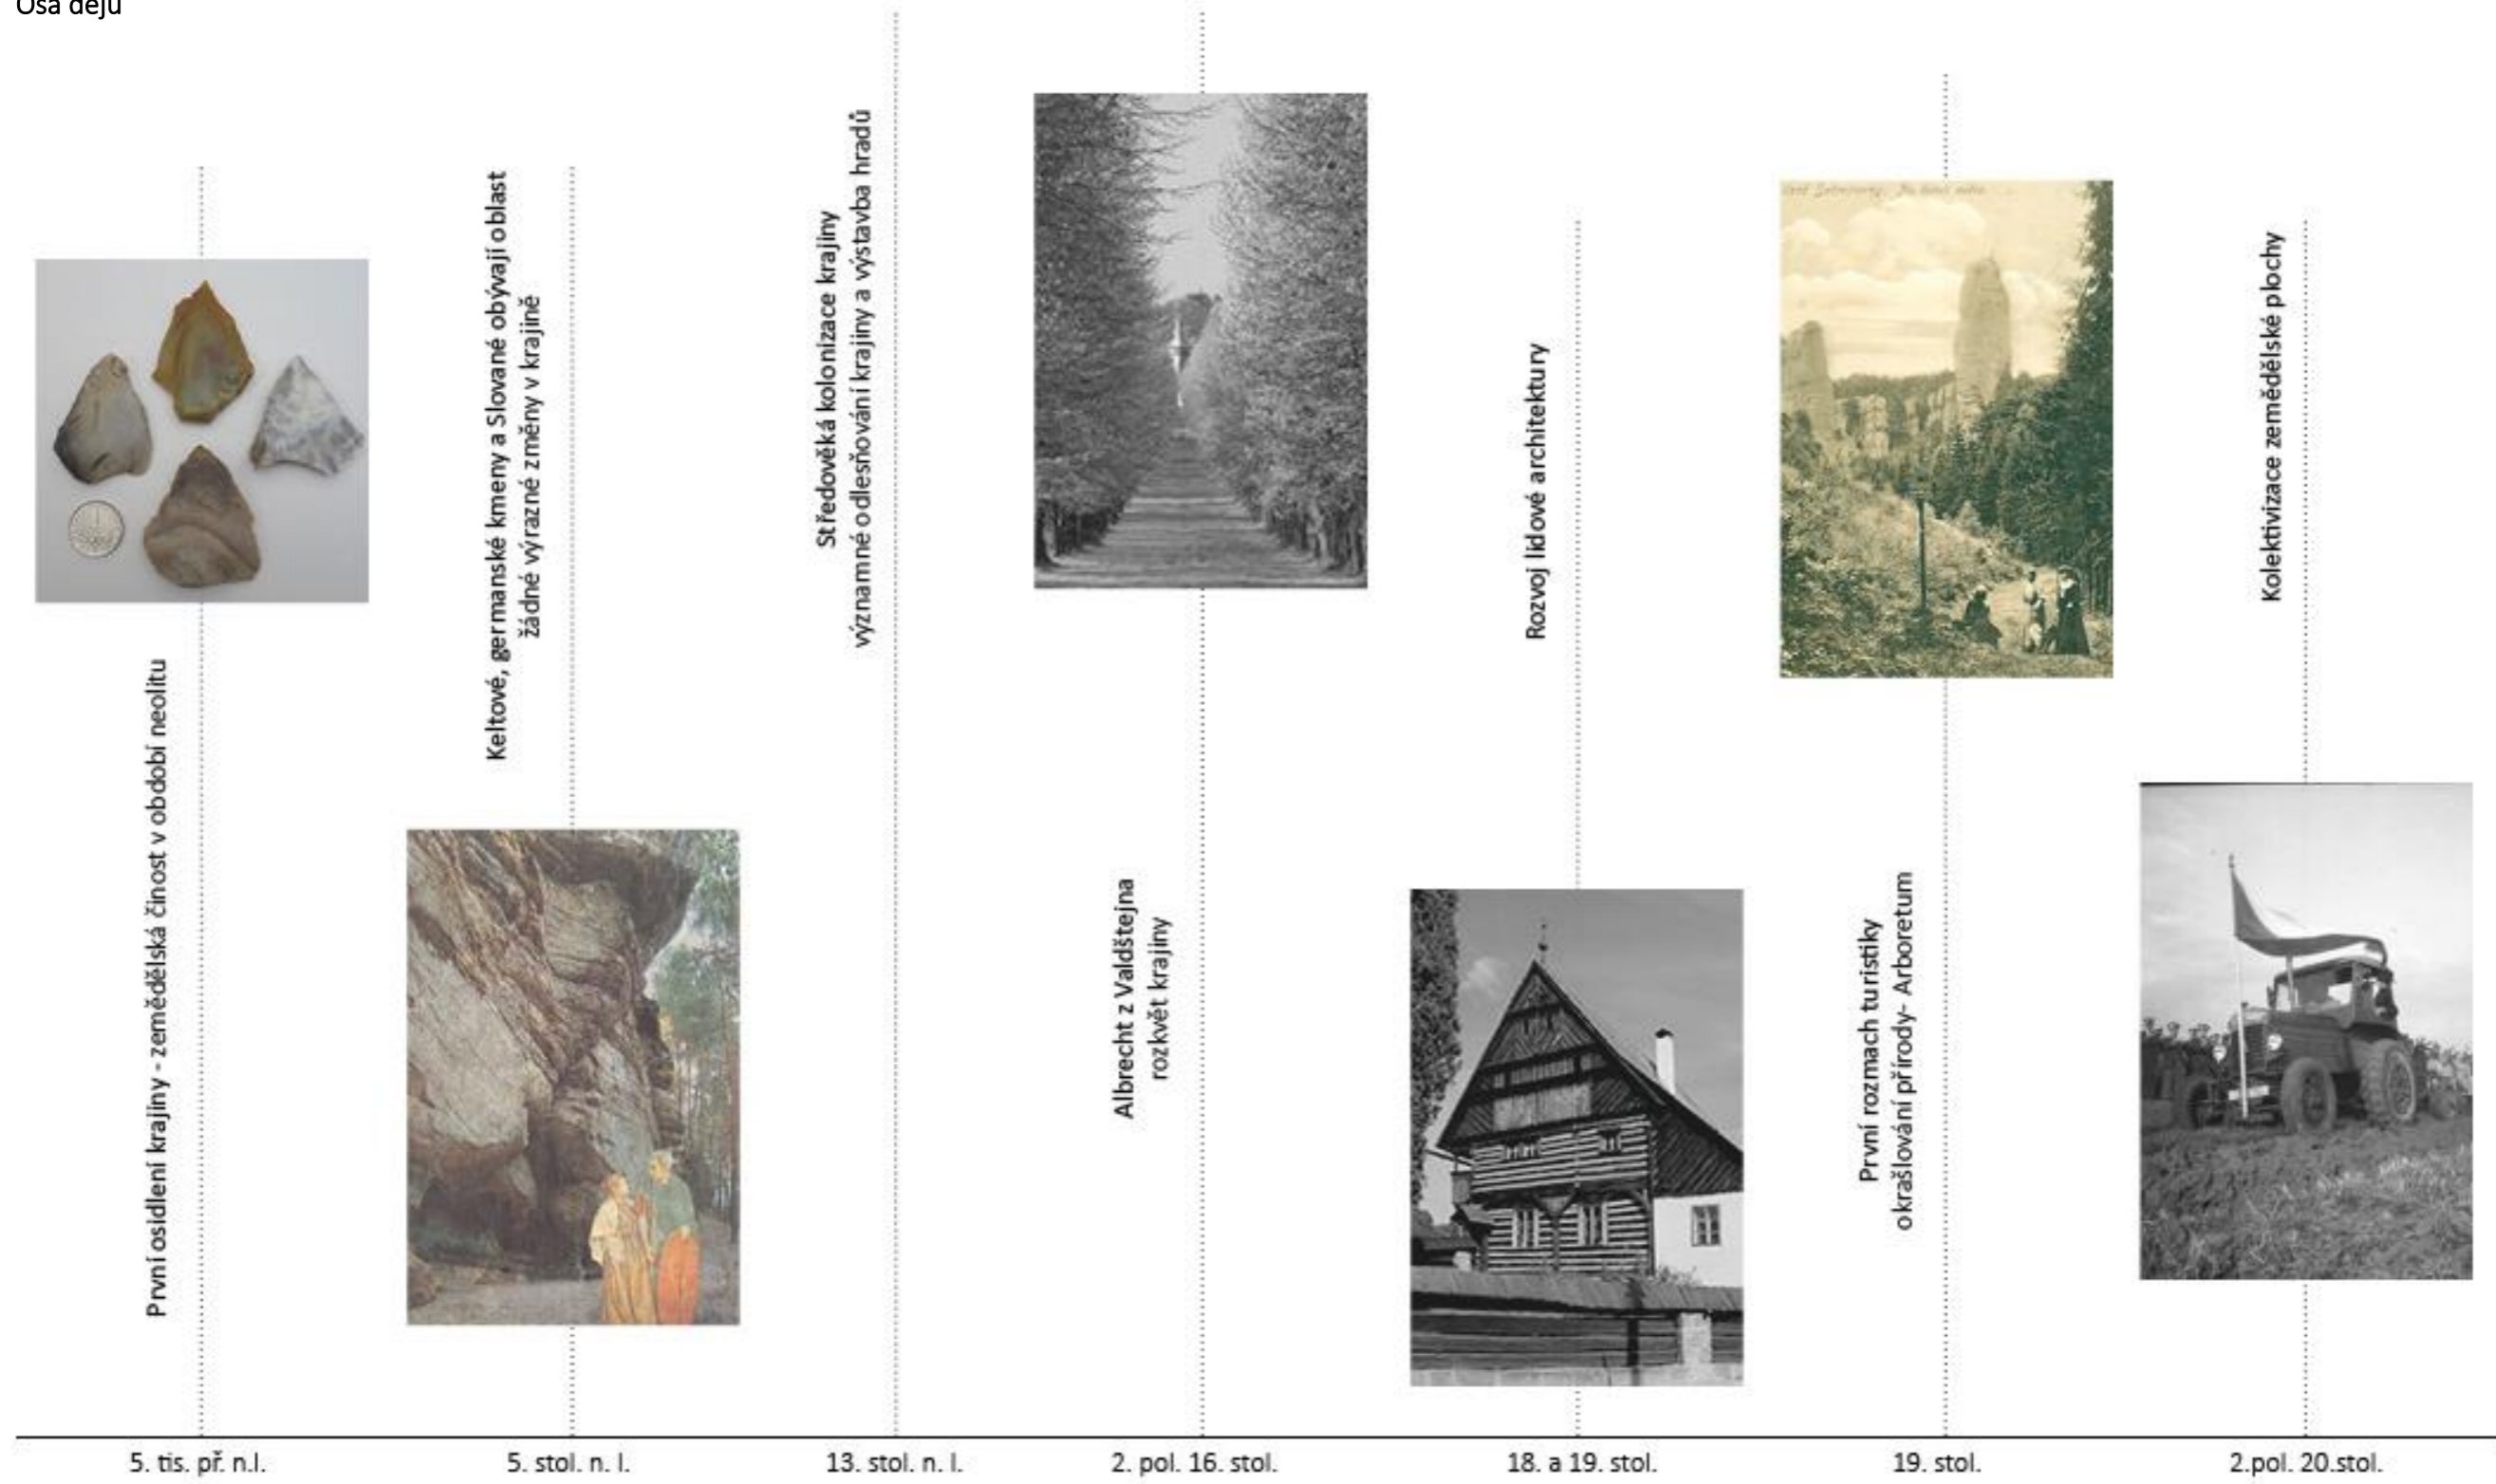 Osa dějů
První osidlení krajiny - zemědělská činost v období neolitu
Keltové, germanské kmeny a Slované obývají oblast
žádné výrazné změny v krajině
Středověká kolonizace krajiny
významné odlesňování krajiny a výstavba hradů
Albrecht z Valdštejna
rozkvět krajiny
Rozvoj lidové architektury
První rozmach turistiky
okrašlování přírody- Arboretum
Kolektivizace zemědělské plochy
5. tis. př. n.l.
5. stol. n. l.
13. stol. n. l.
2. pol. 16. stol.
18. a 19. stol.
19. stol.
2.pol. 20.stol.